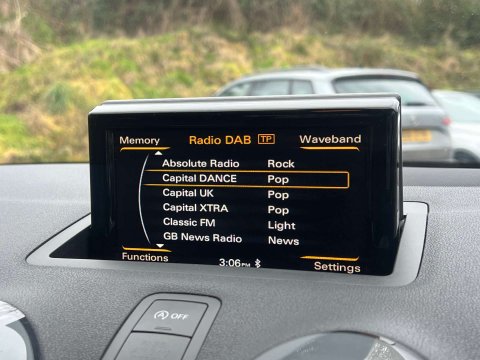 Memory Radio DAB TP Waveband
Absolute Radio Rock
Capital DANCE Pop
Capital UK Pop
Capital XTRA Pop
Classic FM Light
GB News Radio News
Functions 3:06PM Settings
OFF